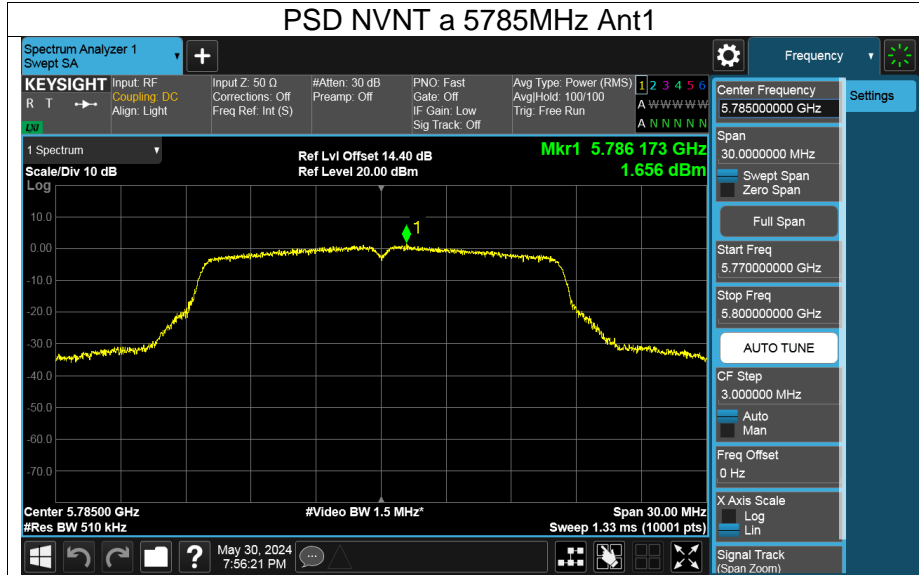 PSD NVNT a 5785MHz Ant1
Spectrum Analyzer 1
Swept SA
Frequency
KEYSIGHT
R T
LXI
Input: RF
Coupling: DC
Align: Light
Input Z: 50 Ω
Corrections: Off
Freq Ref: Int (S)
#Atten: 30 dB
Preamp: Off
PNO: Fast
Gate: Off
IF Gain: Low
Sig Track: Off
Avg Type: Power (RMS)
Avg|Hold: 100/100
Trig: Free Run
1 2 3 4 5 6
A W W W W W
A N N N N N
1 Spectrum
Scale/Div 10 dB
Log
Ref Lvl Offset 14.40 dB
Ref Level 20.00 dBm
Mkr1 5.786 173 GHz
1.656 dBm
1
10.0
0.00
-10.0
-20.0
-30.0
-40.0
-50.0
-60.0
-70.0
Center 5.78500 GHz
#Res BW 510 kHz
#Video BW 1.5 MHz*
Span 30.00 MHz
Sweep 1.33 ms (10001 pts)
?
May 30, 2024
7:56:21 PM
Center Frequency
5.785000000 GHz
Settings
Span
30.0000000 MHz
Swept Span
Zero Span
Full Span
Start Freq
5.770000000 GHz
Stop Freq
5.800000000 GHz
AUTO TUNE
CF Step
3.000000 MHz
Auto
Man
Freq Offset
0 Hz
X Axis Scale
Log
Lin
Signal Track
(Span Zoom)